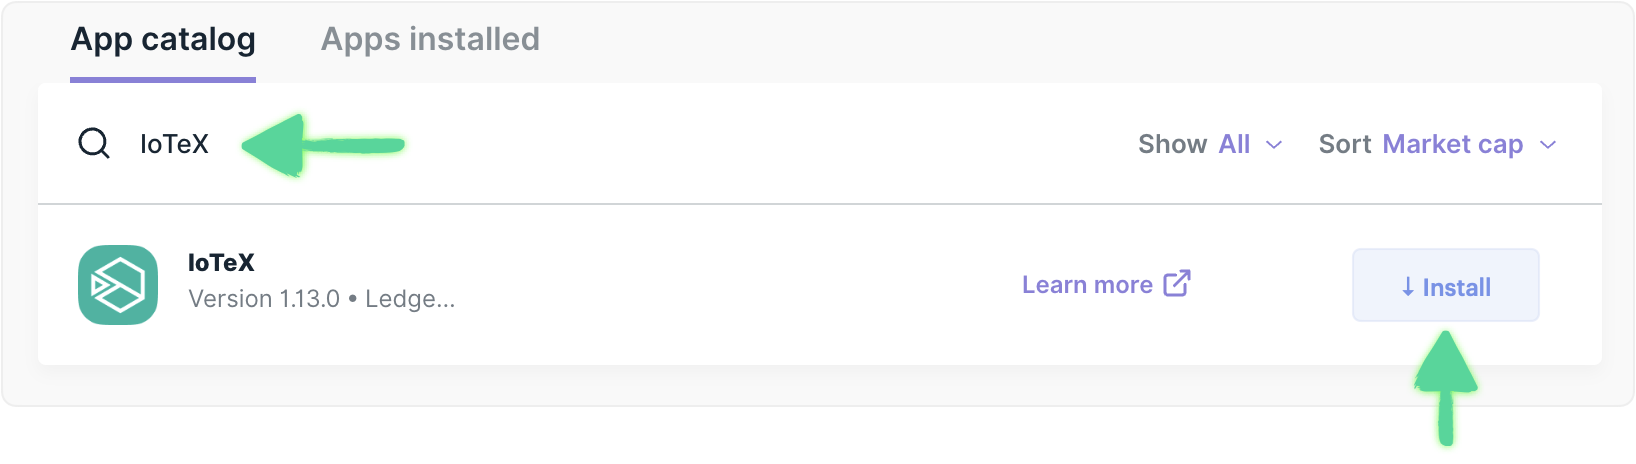 App catalog Apps installed
IoTeX Show All Sort Market cap
IoTeX
Version 1.13.0 • Ledge...
Learn more
↓ Install